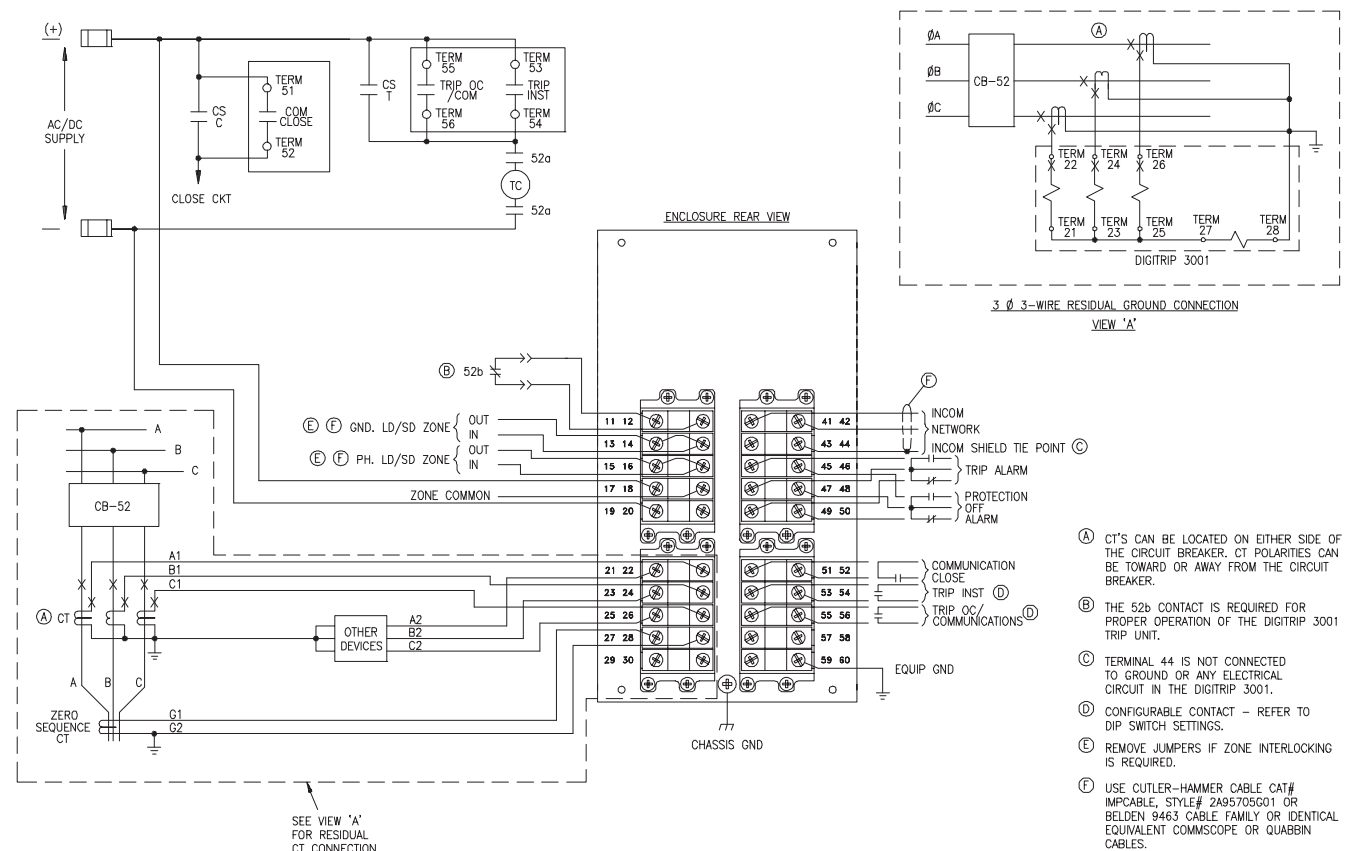 (+)
AC/DC
SUPPLY
CS
C
TERM
51
COM
CLOSE
TERM
52
CLOSE CKT
CS
T
TERM
55
TRIP OC
/COM
TERM
56
TERM
53
TRIP
INST
TERM
54
52a
TC
52a
ØA
ØB
ØC
CB-52
A
TERM
22
TERM
24
TERM
26
TERM
21
TERM
23
TERM
25
TERM
27
TERM
28
DIGITRIP 3001
3 Ø 3-WIRE RESIDUAL GROUND CONNECTION
VIEW 'A'
ENCLOSURE REAR VIEW
B 52b
E F GND. LD/SD ZONE { OUT
IN
E F PH. LD/SD ZONE { OUT
IN
ZONE COMMON
11 12
13 14
15 16
17 18
19 20
21 22
23 24
25 26
27 28
29 30
41 42
43 44
45 46
47 48
49 50
51 52
53 54
55 56
57 58
59 60
F
INCOM
NETWORK
INCOM SHIELD TIE POINT C
TRIP ALARM
PROTECTION
OFF
ALARM
COMMUNICATION
CLOSE
TRIP INST D
TRIP OC/
COMMUNICATIONS D
EQUIP GND
CHASSIS GND
A
B
C
CB-52
A1
B1
C1
A CT
OTHER
DEVICES
A2
B2
C2
A
B
C
ZERO
SEQUENCE
CT
G1
G2
SEE VIEW 'A'
FOR RESIDUAL
CT CONNECTION
A CT'S CAN BE LOCATED ON EITHER SIDE OF
THE CIRCUIT BREAKER. CT POLARITIES CAN
BE TOWARD OR AWAY FROM THE CIRCUIT
BREAKER.
B THE 52b CONTACT IS REQUIRED FOR
PROPER OPERATION OF THE DIGITRIP 3001
TRIP UNIT.
C TERMINAL 44 IS NOT CONNECTED
TO GROUND OR ANY ELECTRICAL
CIRCUIT IN THE DIGITRIP 3001.
D CONFIGURABLE CONTACT – REFER TO
DIP SWITCH SETTINGS.
E REMOVE JUMPERS IF ZONE INTERLOCKING
IS REQUIRED.
F USE CUTLER-HAMMER CABLE CAT#
IMPCABLE, STYLE# 2A95705G01 OR
BELDEN 9463 CABLE FAMILY OR IDENTICAL
EQUIVALENT COMMSCOPE OR QUABBIN
CABLES.